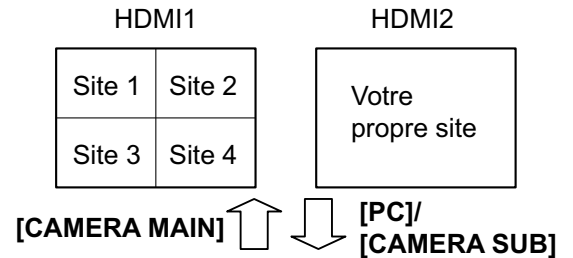 HDMI1
HDMI2
Site 1
Site 2
Site 3
Site 4
Votre
propre site
[CAMERA MAIN]
[PC]/
[CAMERA SUB]